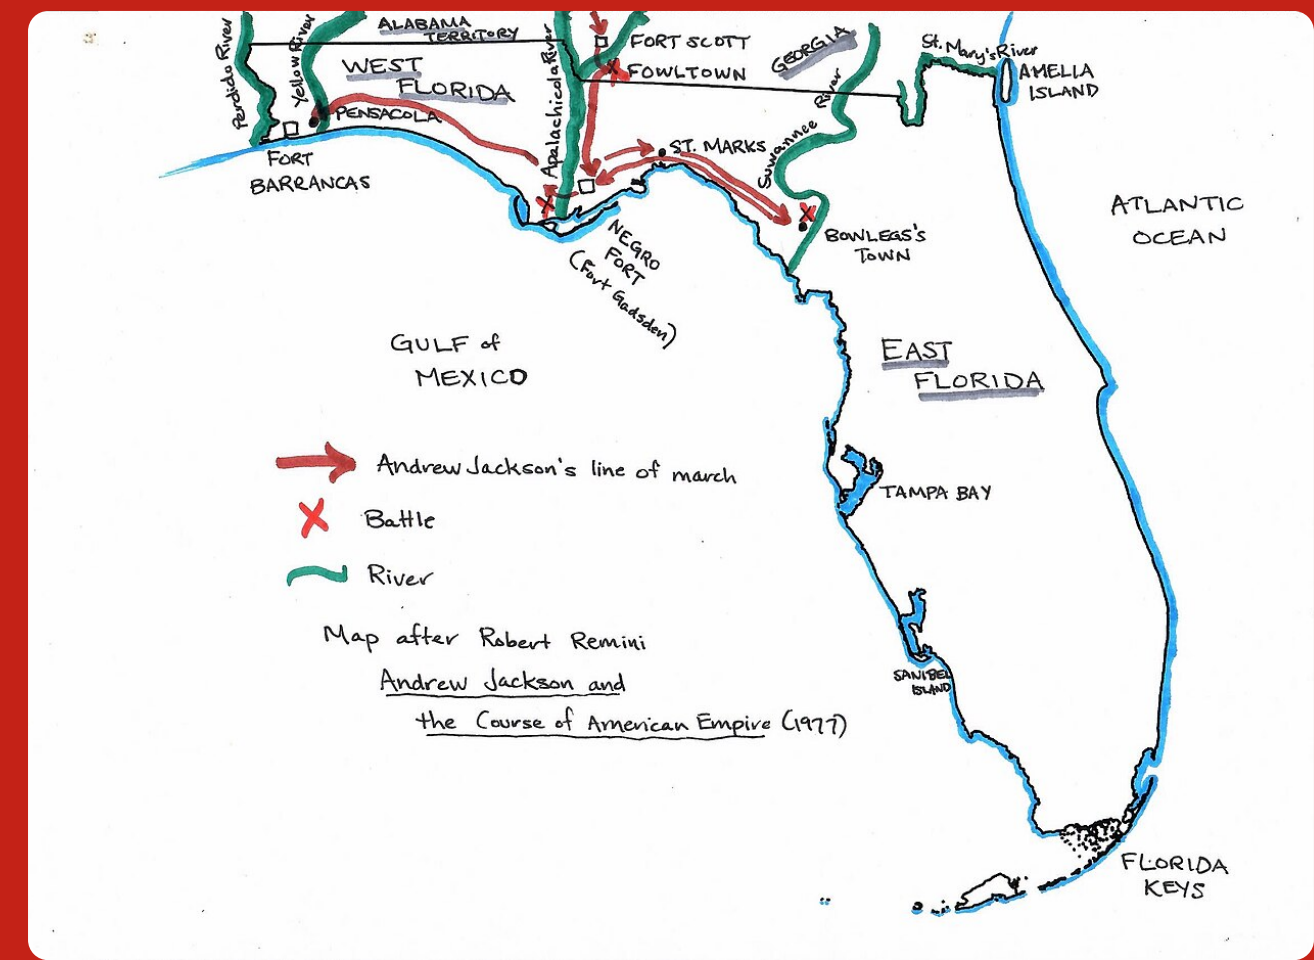 Perdido River
Yellow River
ALABAMA
TERRITORY
WEST
FLORIDA
PENSACOLA
FORT
BARRANCAS
Apalachicola River
FORT SCOTT
FOWLTOWN
GEORGIA
St. Mary's River
AMELIA
ISLAND
ST. MARKS
Suwannee River
BOWLEGS'S
TOWN
NEGRO
FORT
(Fort Gadsden)
ATLANTIC
OCEAN
GULF of
MEXICO
EAST
FLORIDA
Andrew Jackson's line of march
TAMPA BAY
Battle
River
Map after Robert Remini
Andrew Jackson and
the Course of American Empire (1977)
SANIBEL
ISLAND
FLORIDA
KEYS